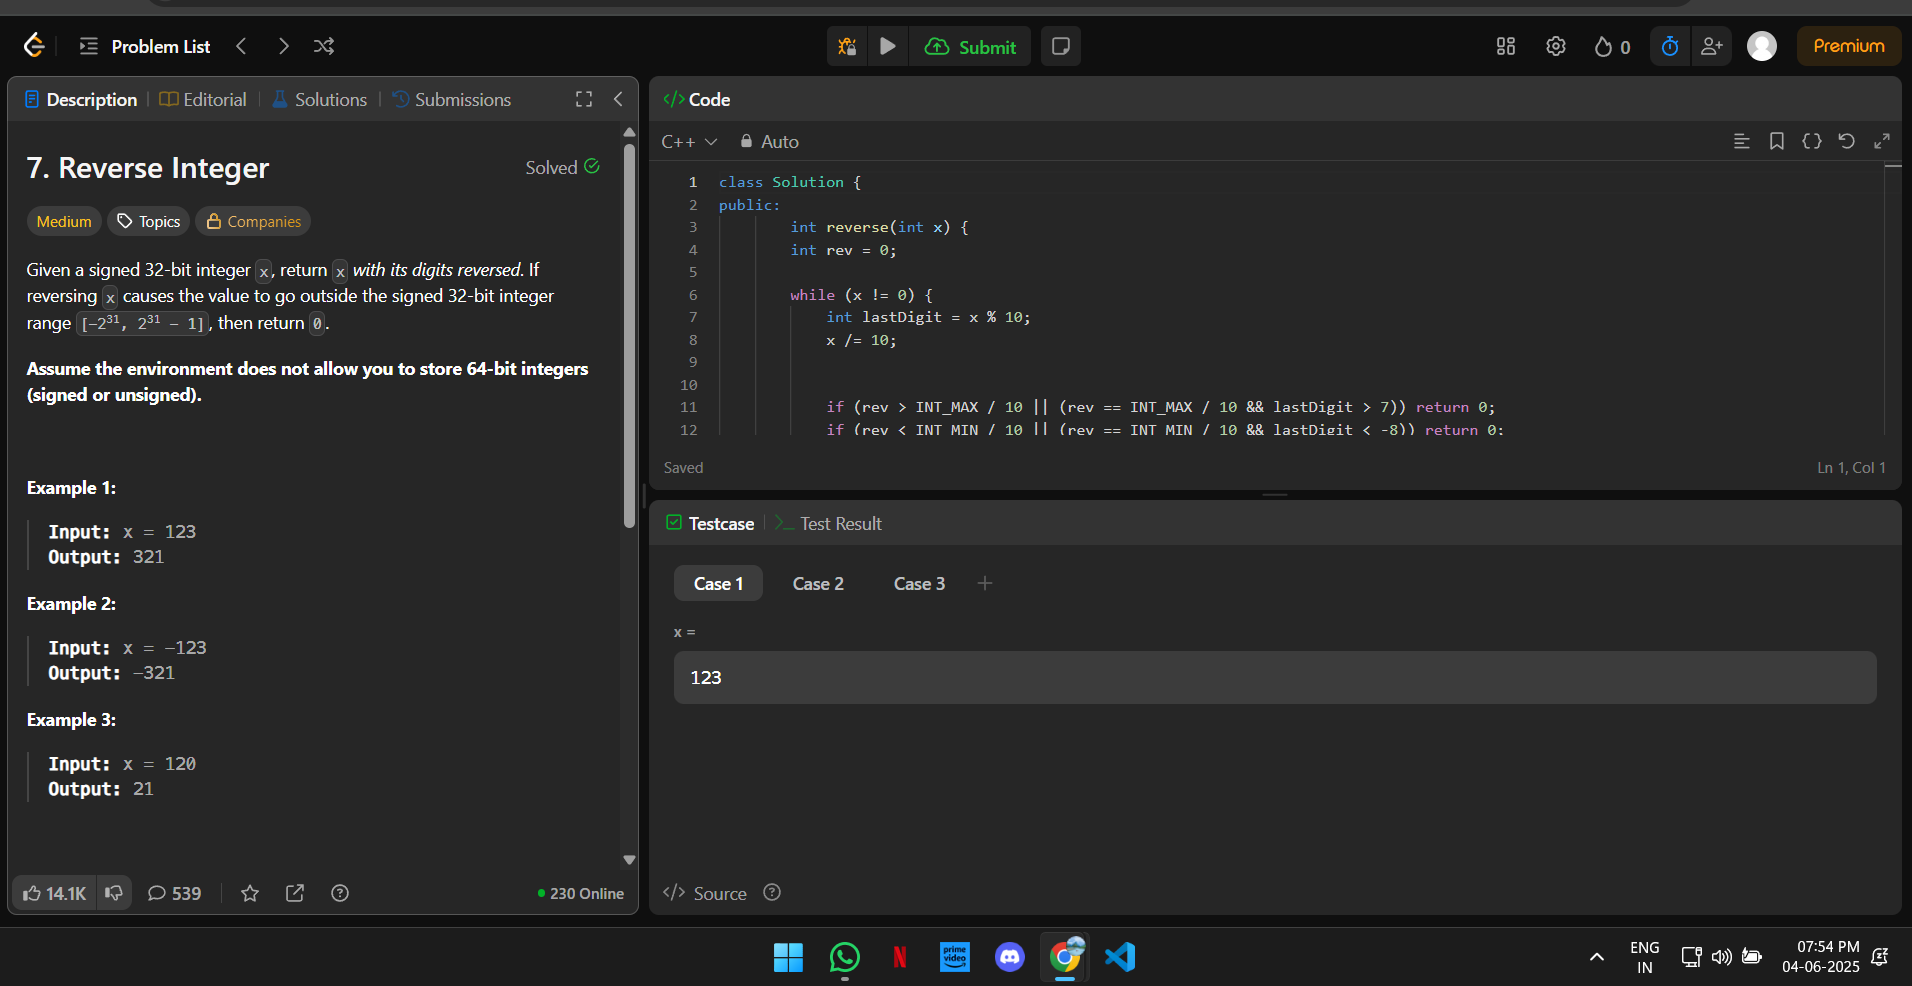 Problem List
Submit
0
Premium
Description
Editorial
Solutions
Submissions
7. Reverse Integer
Solved
Medium
Topics
Companies
Given a signed 32-bit integer x, return x with its digits reversed. If
reversing x causes the value to go outside the signed 32-bit integer
range [-2³¹, 2³¹ - 1], then return 0.
Assume the environment does not allow you to store 64-bit integers
(signed or unsigned).
Example 1:
Input: x = 123
Output: 321
Example 2:
Input: x = -123
Output: -321
Example 3:
Input: x = 120
Output: 21
14.1K
539
230 Online
</> Code
C++
Auto
1 class Solution {
2 public:
3 int reverse(int x) {
4 int rev = 0;
5
6 while (x != 0) {
7 int lastDigit = x % 10;
8 x /= 10;
9
10
11 if (rev > INT_MAX / 10 || (rev == INT_MAX / 10 && lastDigit > 7)) return 0;
12 if (rev < INT_MIN / 10 || (rev == INT_MIN / 10 && lastDigit < -8)) return 0;
Saved
Ln 1, Col 1
Testcase
Test Result
Case 1
Case 2
Case 3
x =
123
</> Source
prime
video
N
ENG
IN
07:54 PM
04-06-2025